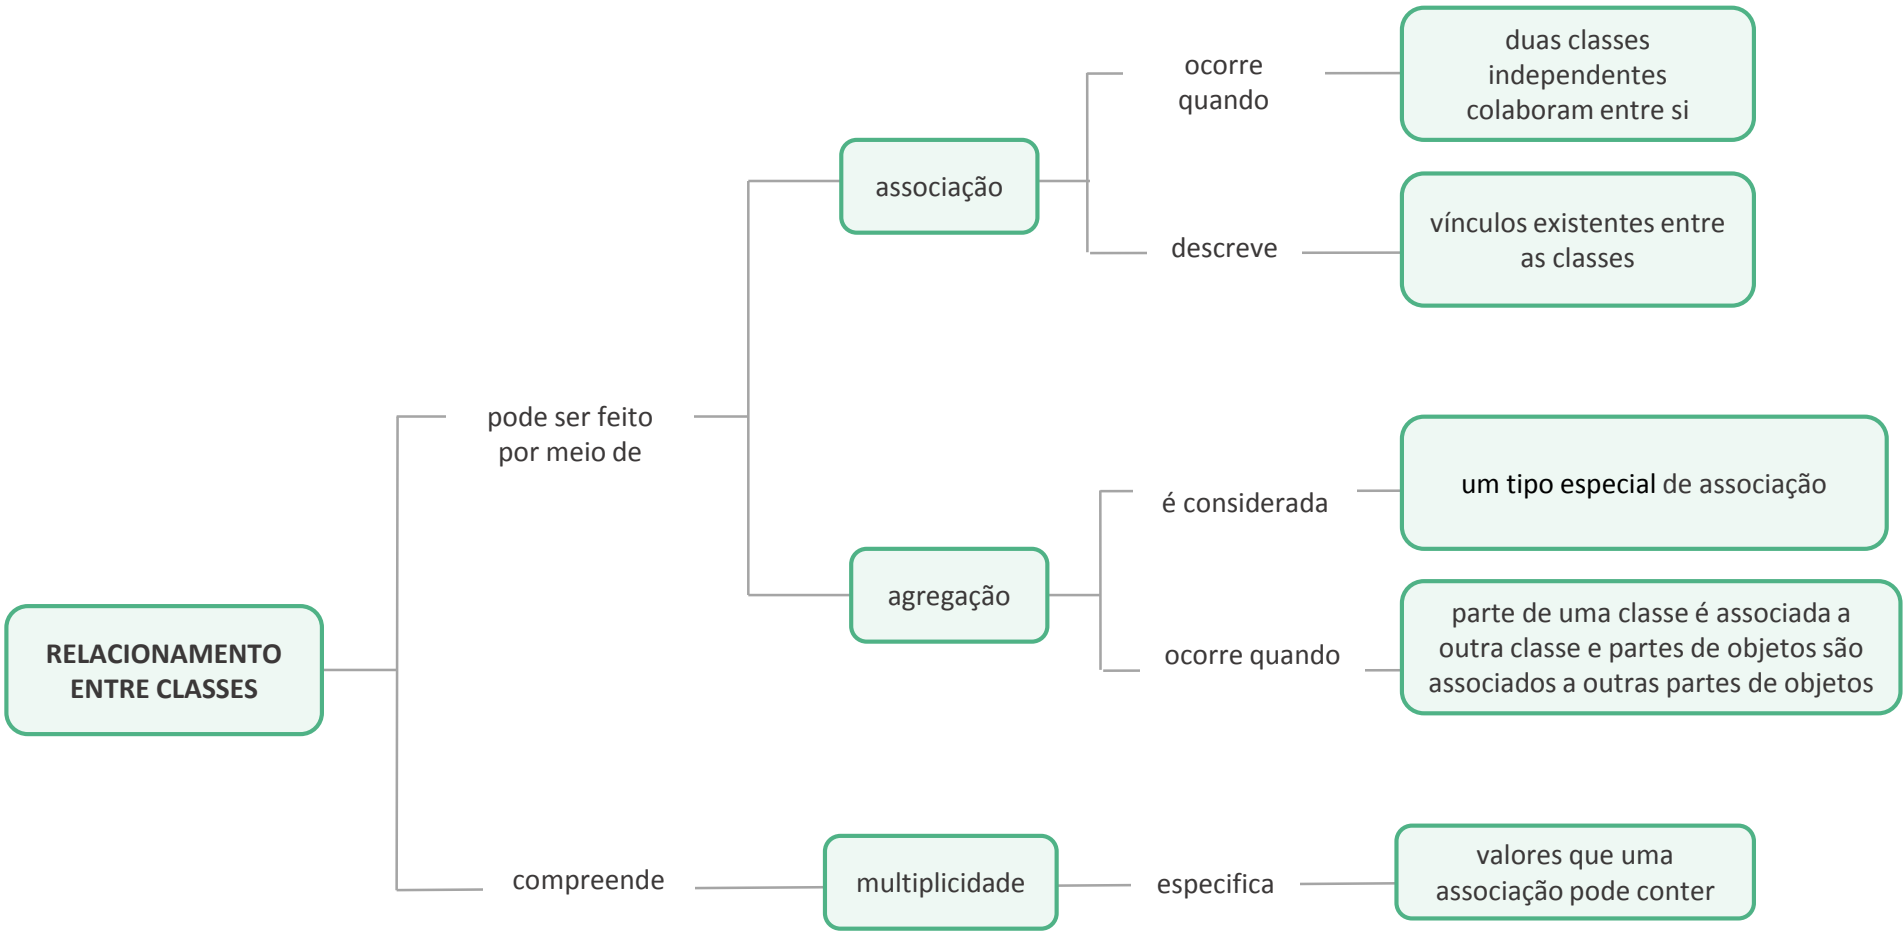 RELACIONAMENTO
ENTRE CLASSES
pode ser feito
por meio de
associação
ocorre
quando
duas classes
independentes
colaboram entre si
descreve
vínculos existentes entre
as classes
agregação
é considerada
um tipo especial de associação
ocorre quando
parte de uma classe é associada a
outra classe e partes de objetos são
associados a outras partes de objetos
compreende
multiplicidade
especifica
valores que uma
associação pode conter